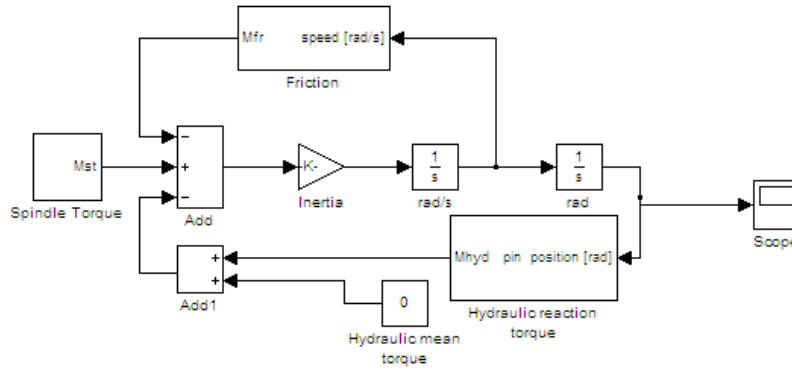 Mfr speed [rad/s]
Friction
Mst
Spindle Torque
−
+
−
Add
K-
Inertia
1
s
rad/s
1
s
rad
Scope
Mhyd pin position [rad]
Hydraulic reaction
torque
+
+
Add1
0
Hydraulic mean
torque